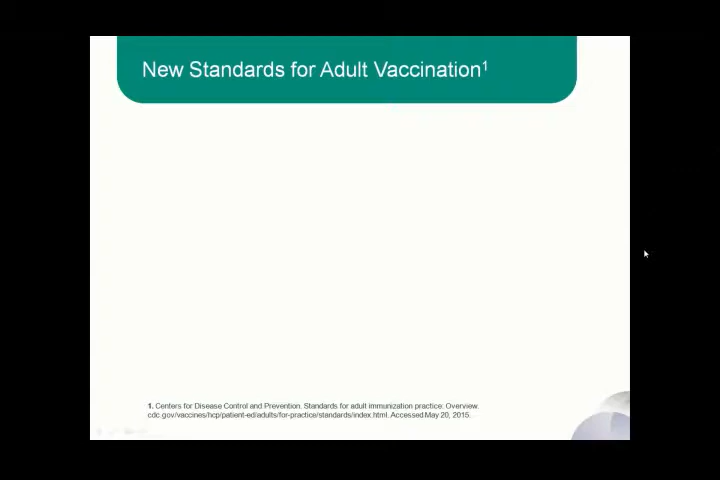 New Standards for Adult Vaccination¹
1. Centers for Disease Control and Prevention. Standards for adult immunization practice: Overview.
cdc.gov/vaccines/hcp/patient-ed/adults/for-practice/standards/index.html. Accessed May 20, 2015.